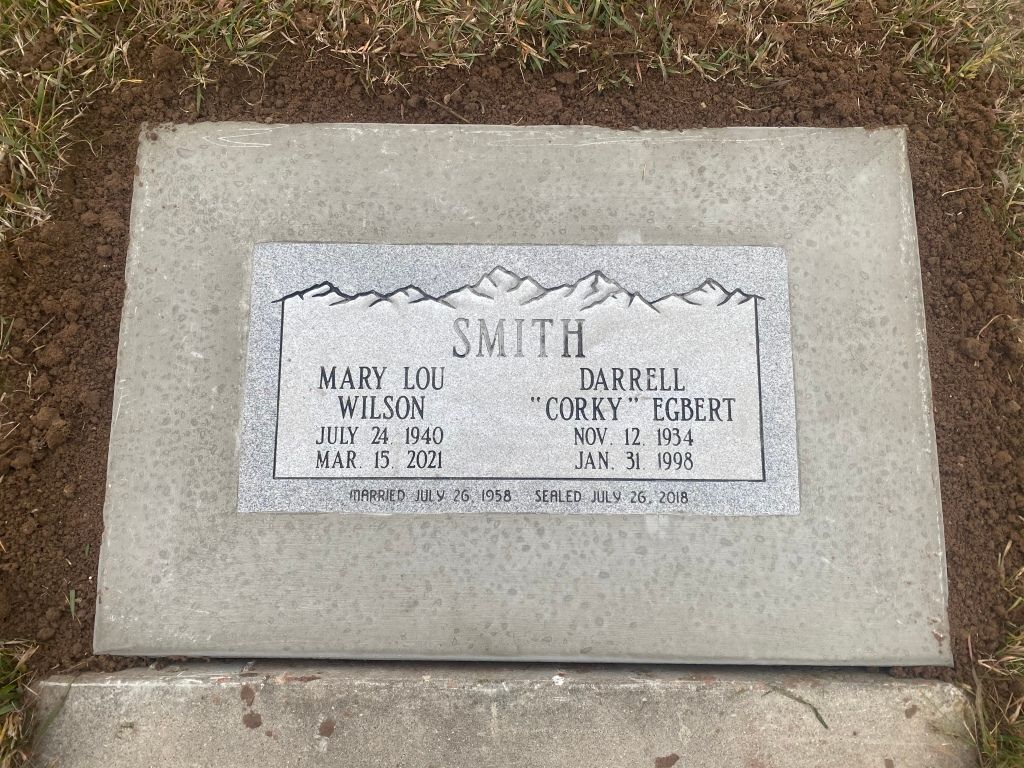 SMITH
MARY LOU
WILSON
JULY 24 1940
MAR. 15. 2021
DARRELL
"CORKY" EGBERT
NOV. 12. 1934
JAN. 31. 1998
MARRIED JULY 26, 1958 SEALED JULY 26, 2018